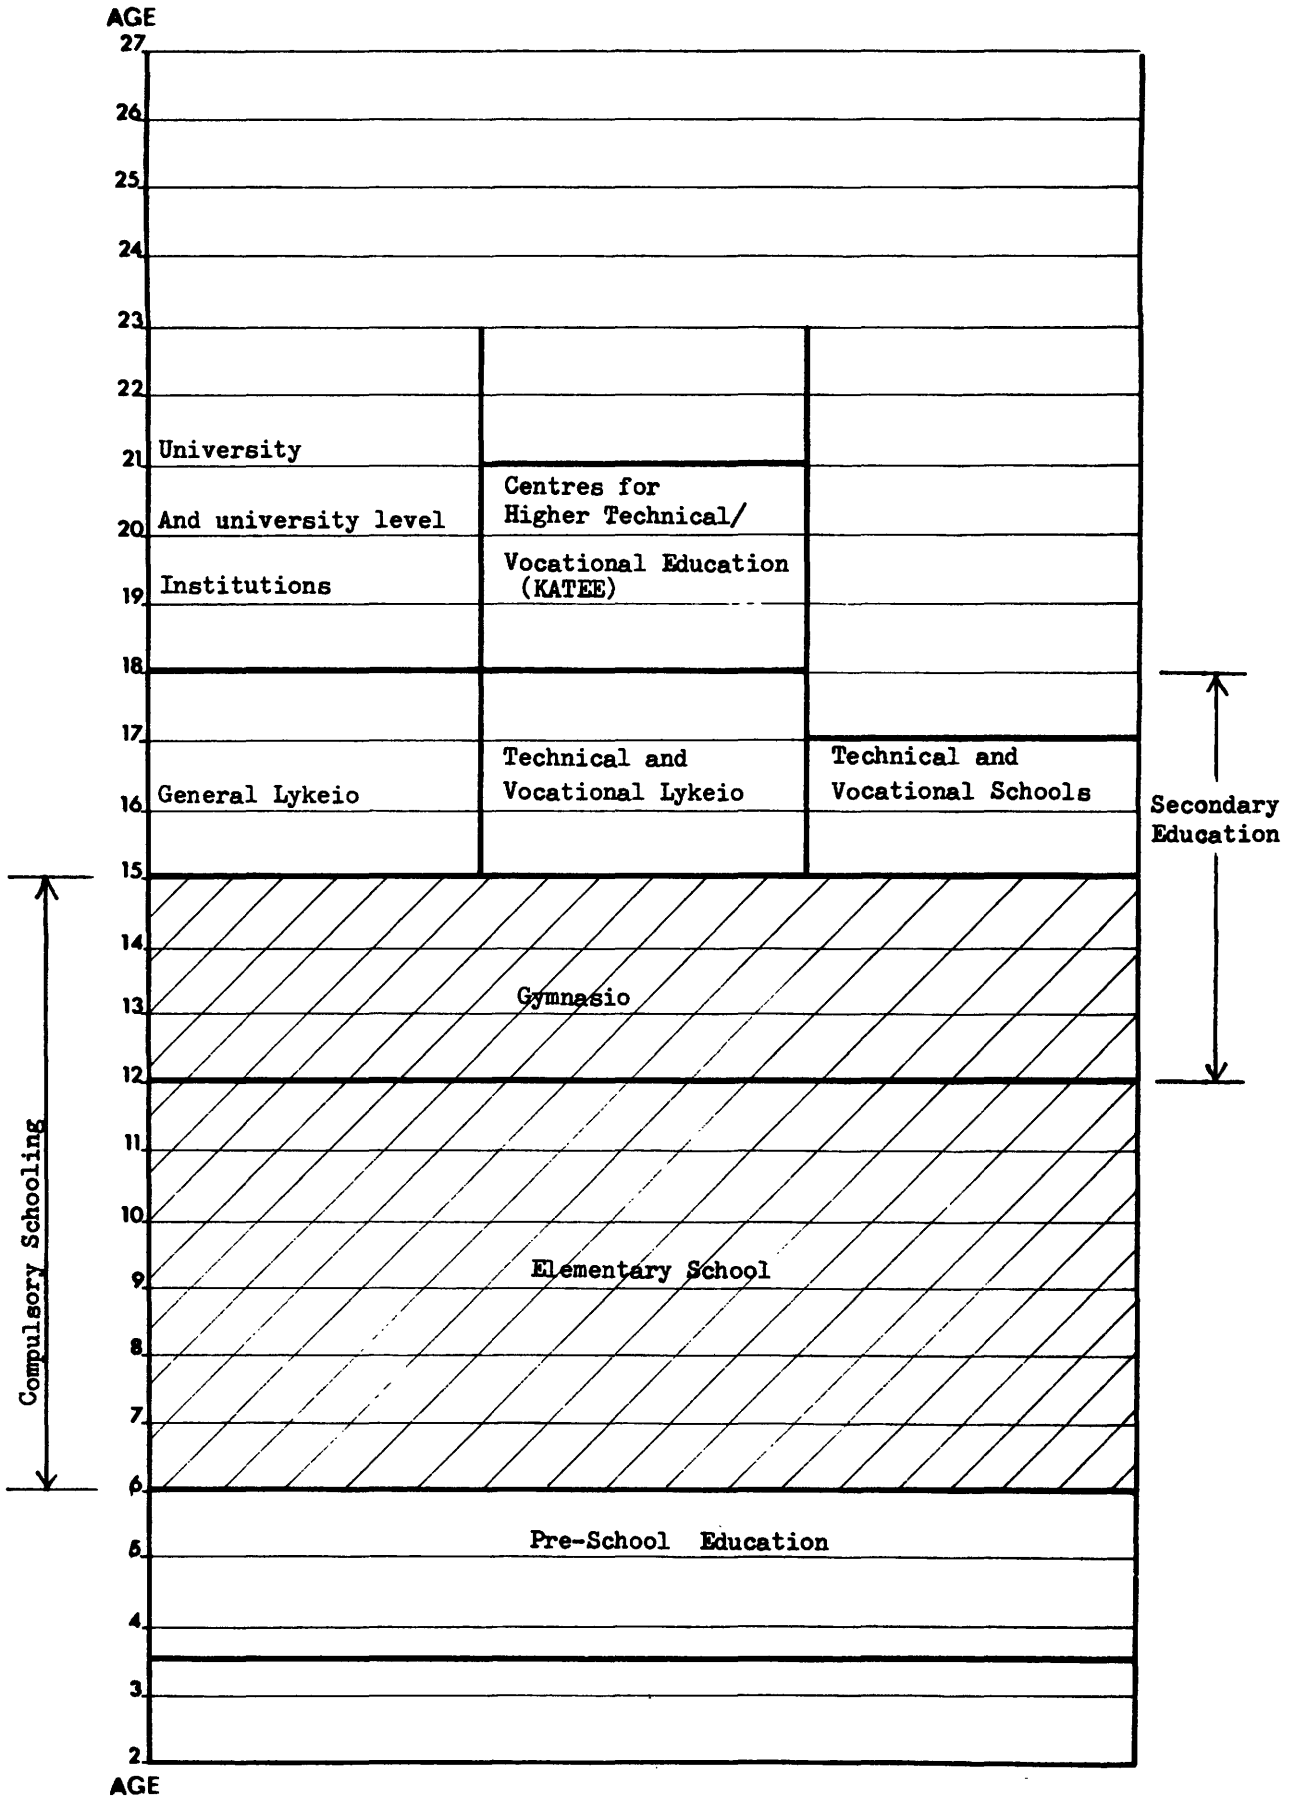 AGE
27
26
25
24
23
22
University
21
Centres for
Higher Technical/
And university level
20
Vocational Education
(KATEE)
Institutions
19
18
17
Technical and
Vocational Lykeio
Technical and
Vocational Schools
General Lykeio
16
Secondary
Education
15
14
Gymnasio
13
12
11
Compulsory Schooling
10
Elementary School
9
8
7
6
Pre-School Education
5
4
3
2
AGE